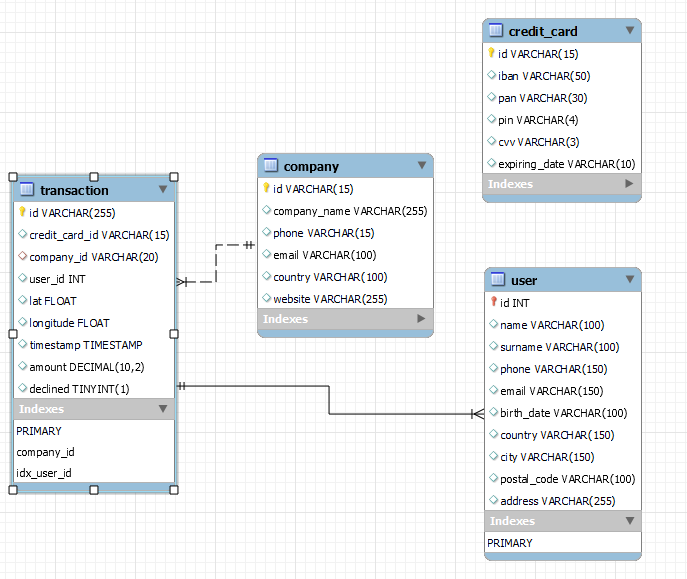 credit_card
id VARCHAR(15)
iban VARCHAR(50)
pan VARCHAR(30)
pin VARCHAR(4)
cvv VARCHAR(3)
expiring_date VARCHAR(10)
Indexes
company
id VARCHAR(15)
company_name VARCHAR(255)
phone VARCHAR(15)
email VARCHAR(100)
country VARCHAR(100)
website VARCHAR(255)
Indexes
transaction
id VARCHAR(255)
credit_card_id VARCHAR(15)
company_id VARCHAR(20)
user_id INT
lat FLOAT
longitude FLOAT
timestamp TIMESTAMP
amount DECIMAL(10,2)
declined TINYINT(1)
Indexes
PRIMARY
company_id
idx_user_id
user
id INT
name VARCHAR(100)
surname VARCHAR(100)
phone VARCHAR(150)
email VARCHAR(150)
birth_date VARCHAR(100)
country VARCHAR(150)
city VARCHAR(150)
postal_code VARCHAR(100)
address VARCHAR(255)
Indexes
PRIMARY